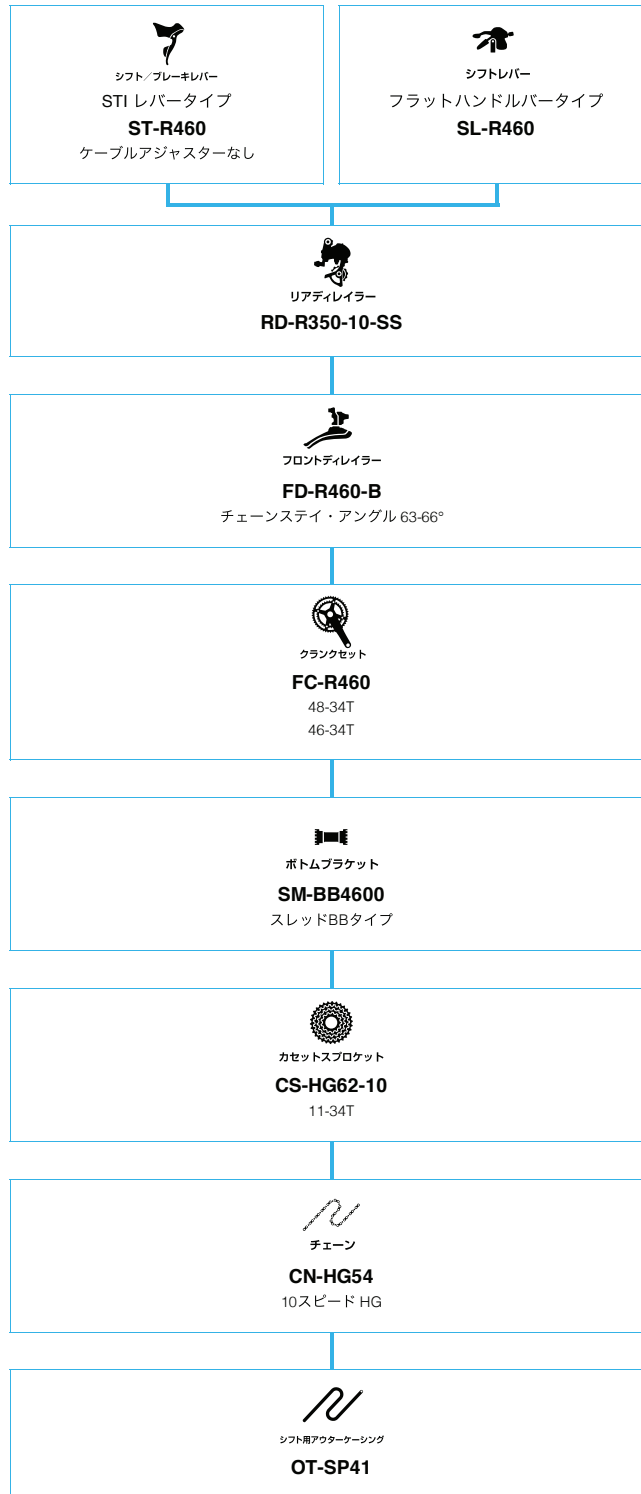 シフト／ブレーキレバー
STI レバータイプ
ST-R460
ケーブルアジャスターなし
シフトレバー
フラットハンドルバータイプ
SL-R460
リアディレイラー
RD-R350-10-SS
フロントディレイラー
FD-R460-B
チェーンステイ・アングル 63-66°
クランクセット
FC-R460
48-34T
46-34T
ボトムブラケット
SM-BB4600
スレッドBBタイプ
カセットスプロケット
CS-HG62-10
11-34T
チェーン
CN-HG54
10スピード HG
シフト用アウターケーシング
OT-SP41